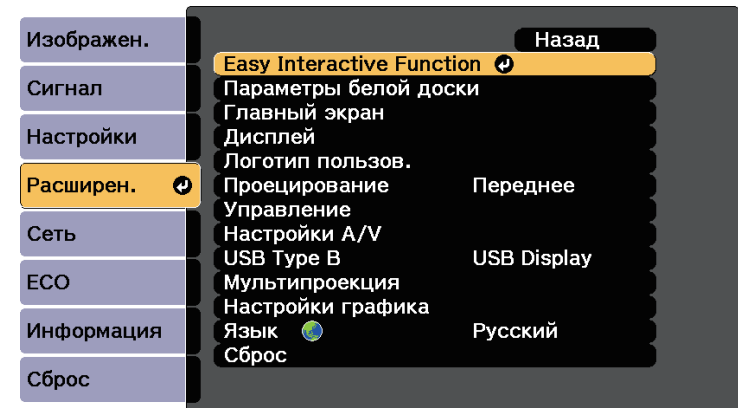 Изображен.
Сигнал
Настройки
Расширен.
Сеть
ECO
Информация
Сброс
Назад
Easy Interactive Function
Параметры белой доски
Главный экран
Дисплей
Логотип пользов.
Проецирование Переднее
Управление
Настройки A/V
USB Type B USB Display
Мультипроекция
Настройки графика
Язык Русский
Сброс